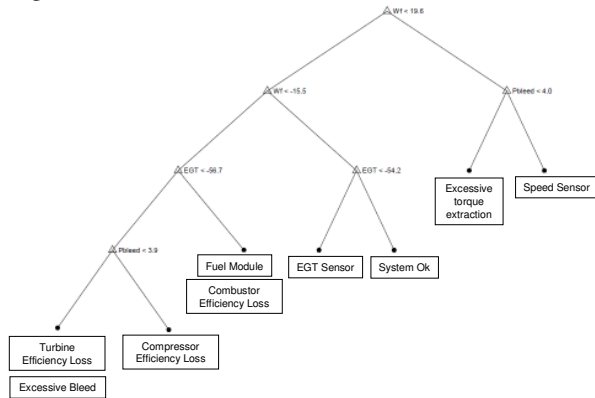 Wf < 19.6
Wf < -15.5
Pbleed < 4.0
EGT < -56.7
EGT < -54.2
Excessive
torque
extraction
Speed Sensor
Pbleed < 3.9
Fuel Module
Combustor
Efficiency Loss
EGT Sensor
System Ok
Turbine
Efficiency Loss
Excessive Bleed
Compressor
Efficiency Loss